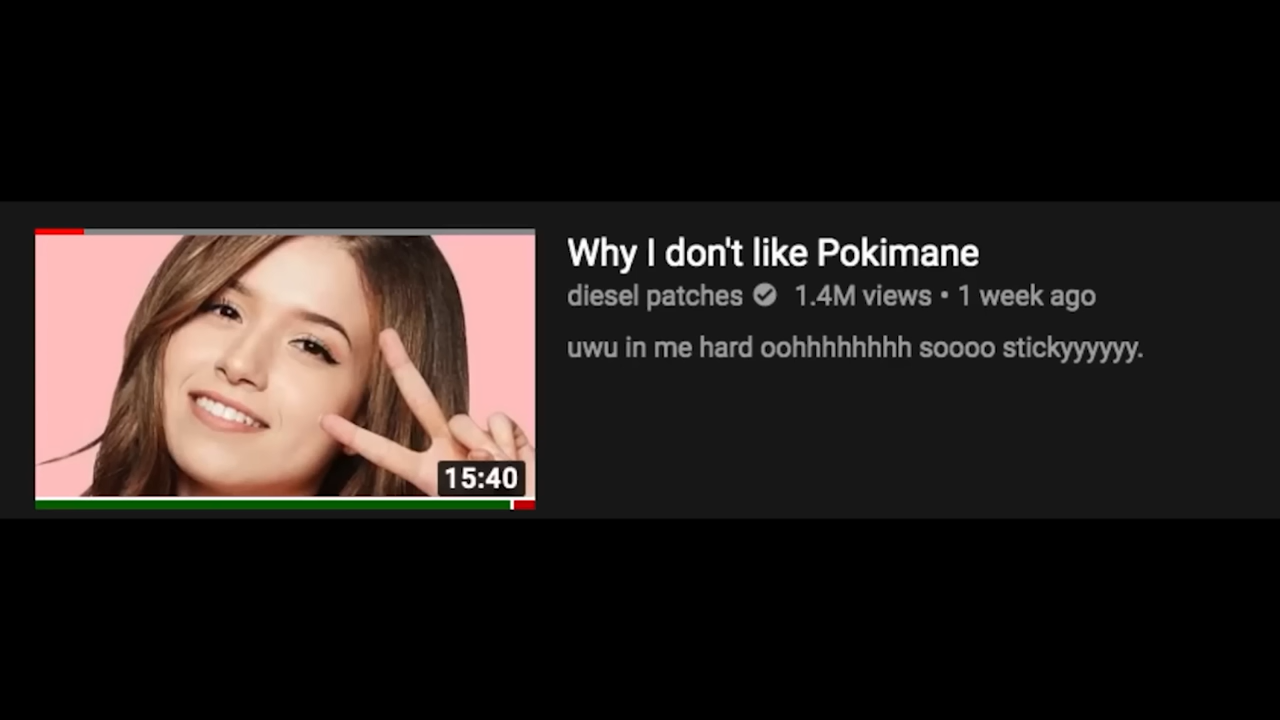 Why I don't like Pokimane
diesel patches 1.4M views • 1 week ago
uwu in me hard oohhhhhhhh soooo stickyyyyyy.
15:40